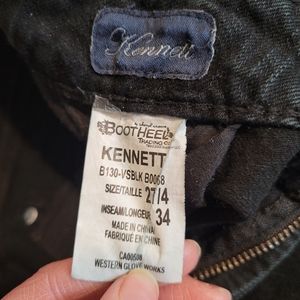 Kennett
BOOTHEEL
TRADING CO
KENNETT
B130-VSBLK B0068
SIZE/TAILLE 27/4
INSEAM/LONGEUR 34
MADE IN CHINA
FABRIQUÉ EN CHINE
CA00508
WESTERN GLOVE WORKS